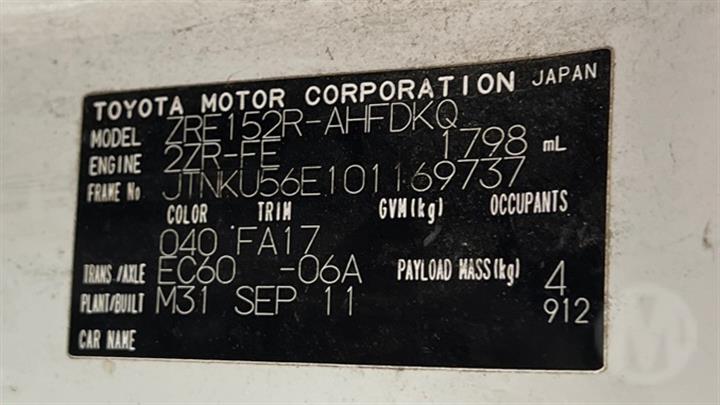 TOYOTA MOTOR CORPORATION JAPAN
MODEL ZRE152R-AHFDKQ
ENGINE 2ZR-FE 1798 mL
FRAME No JTNKU56E101169737
COLOR TRIM GVM(kg) OCCUPANTS
040 FA17
TRANS./AXLE EC60 -06A PAYLOAD MASS(kg) 4
PLANT/BUILT M31 SEP 11 912
CAR NAME
M